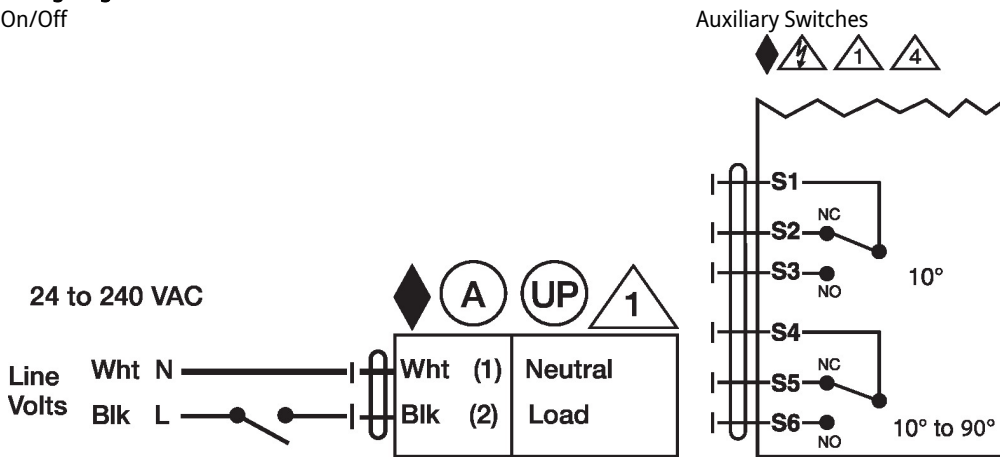 On/Off
24 to 240 VAC
A UP 1
Line Volts
Wht N
Blk L
Wht (1) Neutral
Blk (2) Load
Auxiliary Switches
1 4
S1
NC
S2
S3
NO
10°
S4
NC
S5
S6
NO
10° to 90°